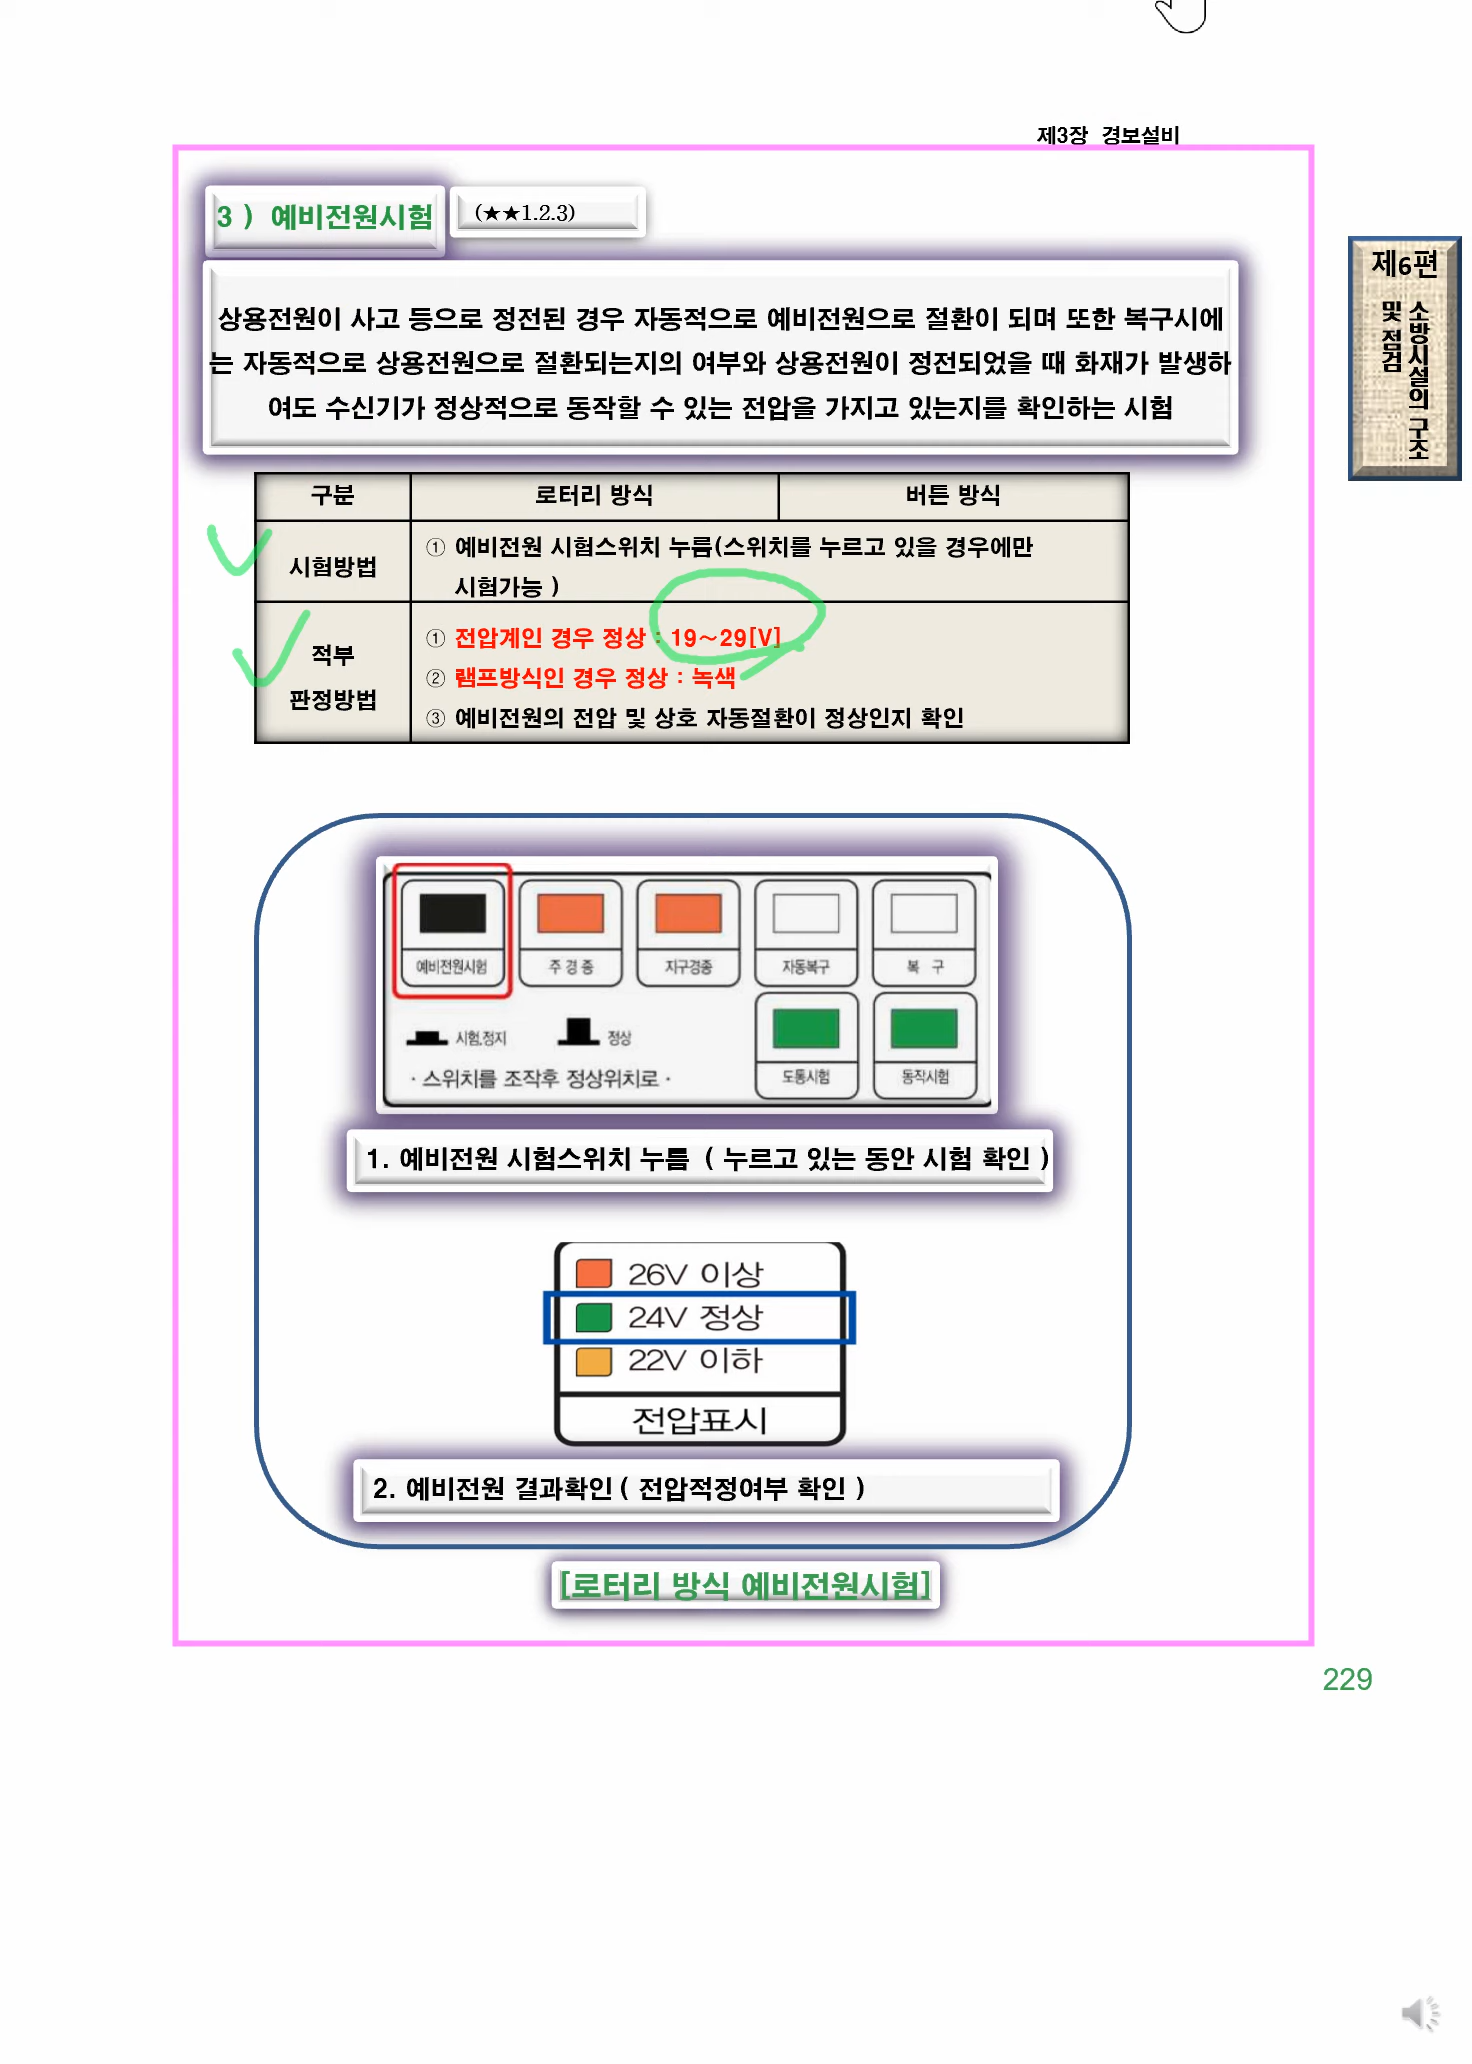 제3장 경보설비
3 ) 예비전원시험
(★★1.2.3)
상용전원이 사고 등으로 정전된 경우 자동적으로 예비전원으로 절환이 되며 또한 복구시에
는 자동적으로 상용전원으로 절환되는지의 여부와 상용전원이 정전되었을 때 화재가 발생하
여도 수신기가 정상적으로 동작할 수 있는 전압을 가지고 있는지를 확인하는 시험
제6편
소방시설의 구조
및 점검
구분 로터리 방식 버튼 방식
시험방법
① 예비전원 시험스위치 누름(스위치를 누르고 있을 경우에만
시험가능 )
적부
판정방법
① 전압계인 경우 정상 : 19～29[V]
② 램프방식인 경우 정상 : 녹색
③ 예비전원의 전압 및 상호 자동절환이 정상인지 확인
예비전원시험 주 경 종 지구경종 자동복구 복 구
시험.정지 정상
· 스위치를 조작후 정상위치로 ·
도통시험 동작시험
1. 예비전원 시험스위치 누름 ( 누르고 있는 동안 시험 확인 )
26V 이상
24V 정상
22V 이하
전압표시
2. 예비전원 결과확인 ( 전압적정여부 확인 )
[로터리 방식 예비전원시험]
229